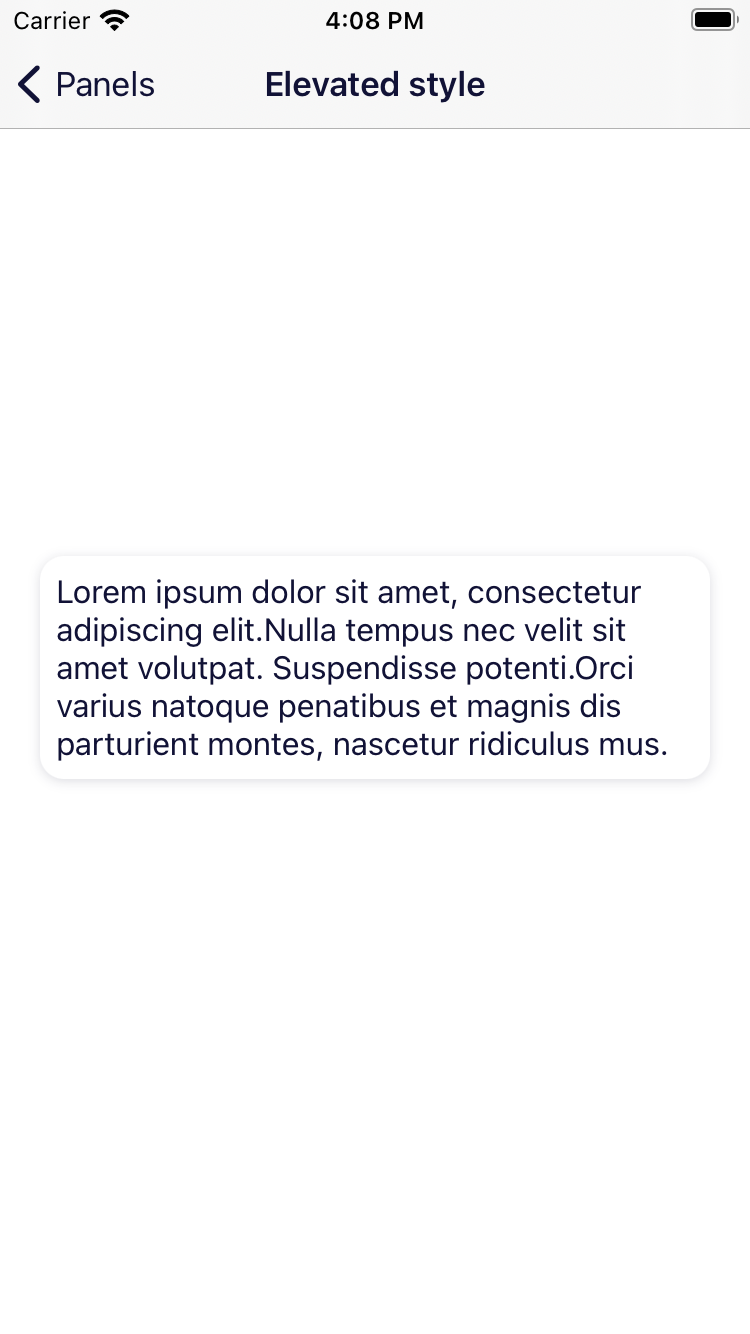 Carrier 4:08 PM
Panels Elevated style
Lorem ipsum dolor sit amet, consectetur
adipiscing elit.Nulla tempus nec velit sit
amet volutpat. Suspendisse potenti.Orci
varius natoque penatibus et magnis dis
parturient montes, nascetur ridiculus mus.